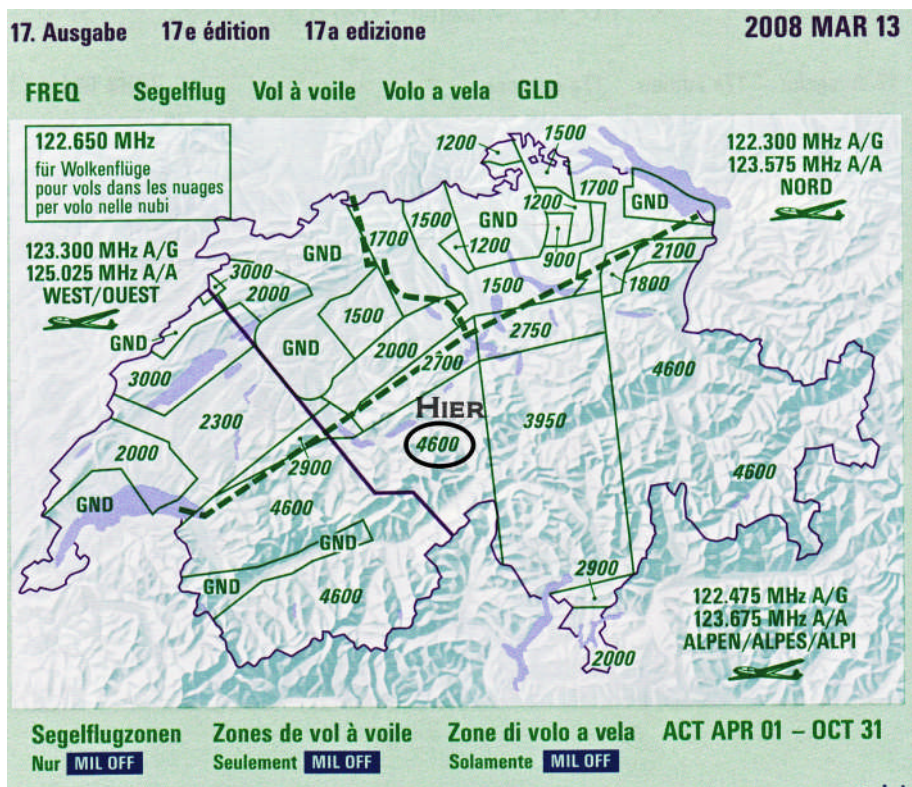 17. Ausgabe 17e édition 17a edizione 2008 MAR 13
FREQ Segelflug Vol à voile Volo a vela GLD
122.650 MHz
für Wolkenflüge
pour vols dans les nuages
per volo nelle nubi
122.300 MHz A/G
123.575 MHz A/A
NORD
123.300 MHz A/G
125.025 MHz A/A
WEST/OUEST
1200
1500
1700
GND
1200
GND
1500
GND
1700
1200
900
2100
1800
3000
2000
1500
1500
2750
GND
GND
2000
2700
3000
4600
HIER
4600
3950
2300
2900
2000
4600
GND
4600
GND
GND
4600
2900
2000
122.475 MHz A/G
123.675 MHz A/A
ALPEN/ALPES/ALPI
Segelflugzonen Zones de vol à voile Zone di volo a vela ACT APR 01 – OCT 31
Nur MIL OFF Seulement MIL OFF Solamente MIL OFF